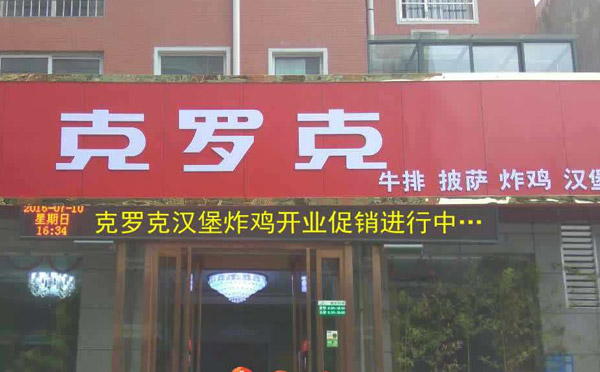 克罗克
牛排 披萨 炸鸡 汉堡
2016-07-10
星期日
16:34
克罗克汉堡炸鸡开业促销进行中…